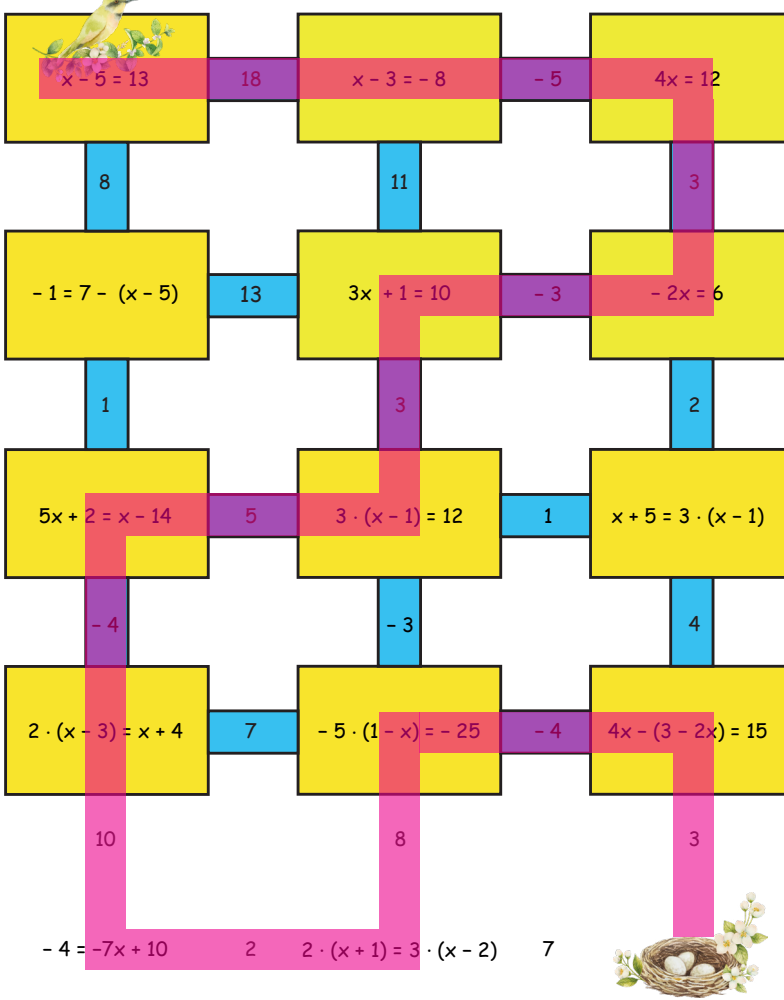 x – 5 = 13 18 x – 3 = – 8 – 5 4x = 12
8 11 3
– 1 = 7 – (x – 5) 13 3x + 1 = 10 – 3 – 2x = 6
1 3 2
5x + 2 = x – 14 5 3 · (x – 1) = 12 1 x + 5 = 3 · (x – 1)
– 4 – 3 4
2 · (x – 3) = x + 4 7 – 5 · (1 – x) = – 25 – 4 4x – (3 – 2x) = 15
10 8 3
– 4 = –7x + 10 2 2 · (x + 1) = 3 · (x – 2) 7